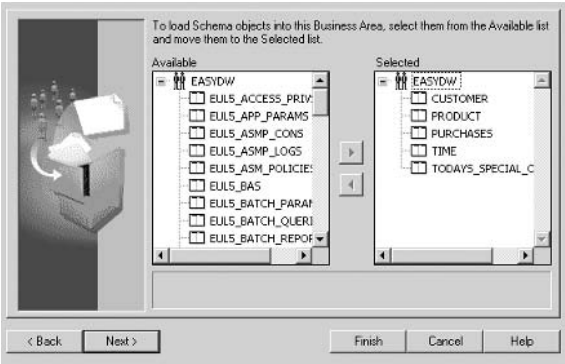 To load Schema objects into this Business Area, select them from the Available list
and move them to the Selected list.
Available
EASYDW
EUL5_ACCESS_PRIV
EUL5_APP_PARAMS
EUL5_ASMP_CONS
EUL5_ASMP_LOGS
EUL5_ASM_POLICIES
EUL5_BAS
EUL5_BATCH_PARAM
EUL5_BATCH_QUERI
EUL5_BATCH_REPOR
Selected
EASYDW
CUSTOMER
PRODUCT
PURCHASES
TIME
TODAYS_SPECIAL_O
< Back
Next >
Finish
Cancel
Help